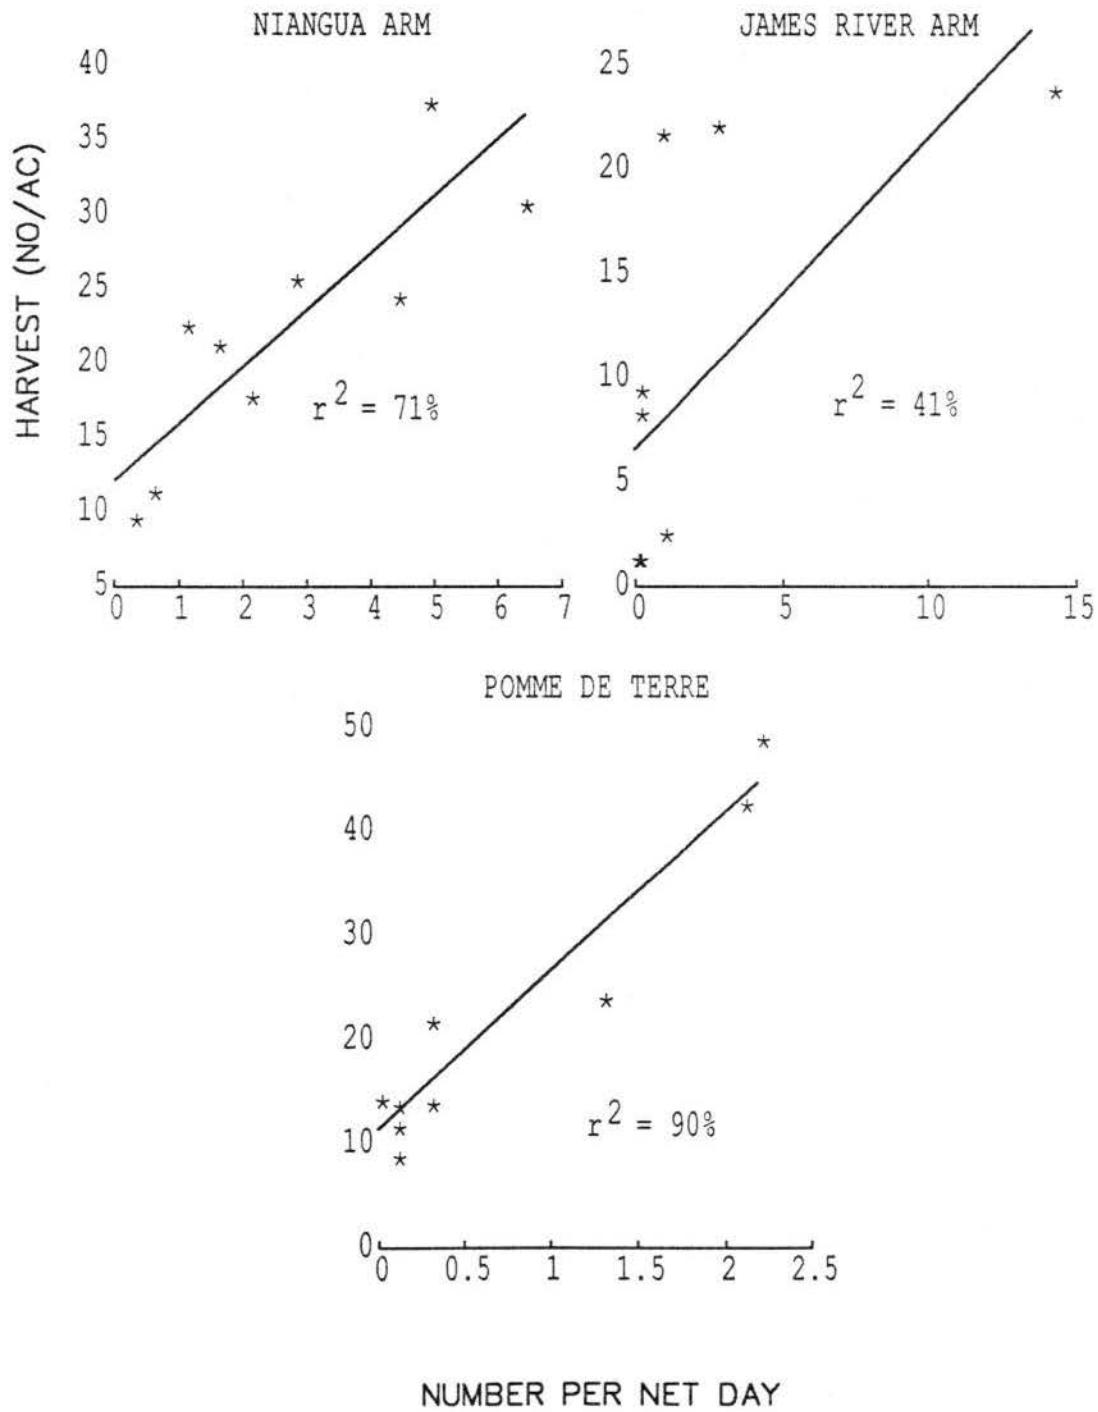 NIANGUA ARM
JAMES RIVER ARM
HARVEST (NO/AC)
40
35
30
25
20
15
10
5
0 1 2 3 4 5 6 7
r² = 71%
25
20
15
10
5
0
0 5 10 15
r² = 41%
POMME DE TERRE
50
40
30
20
10
0
0 0.5 1 1.5 2 2.5
r² = 90%
NUMBER PER NET DAY